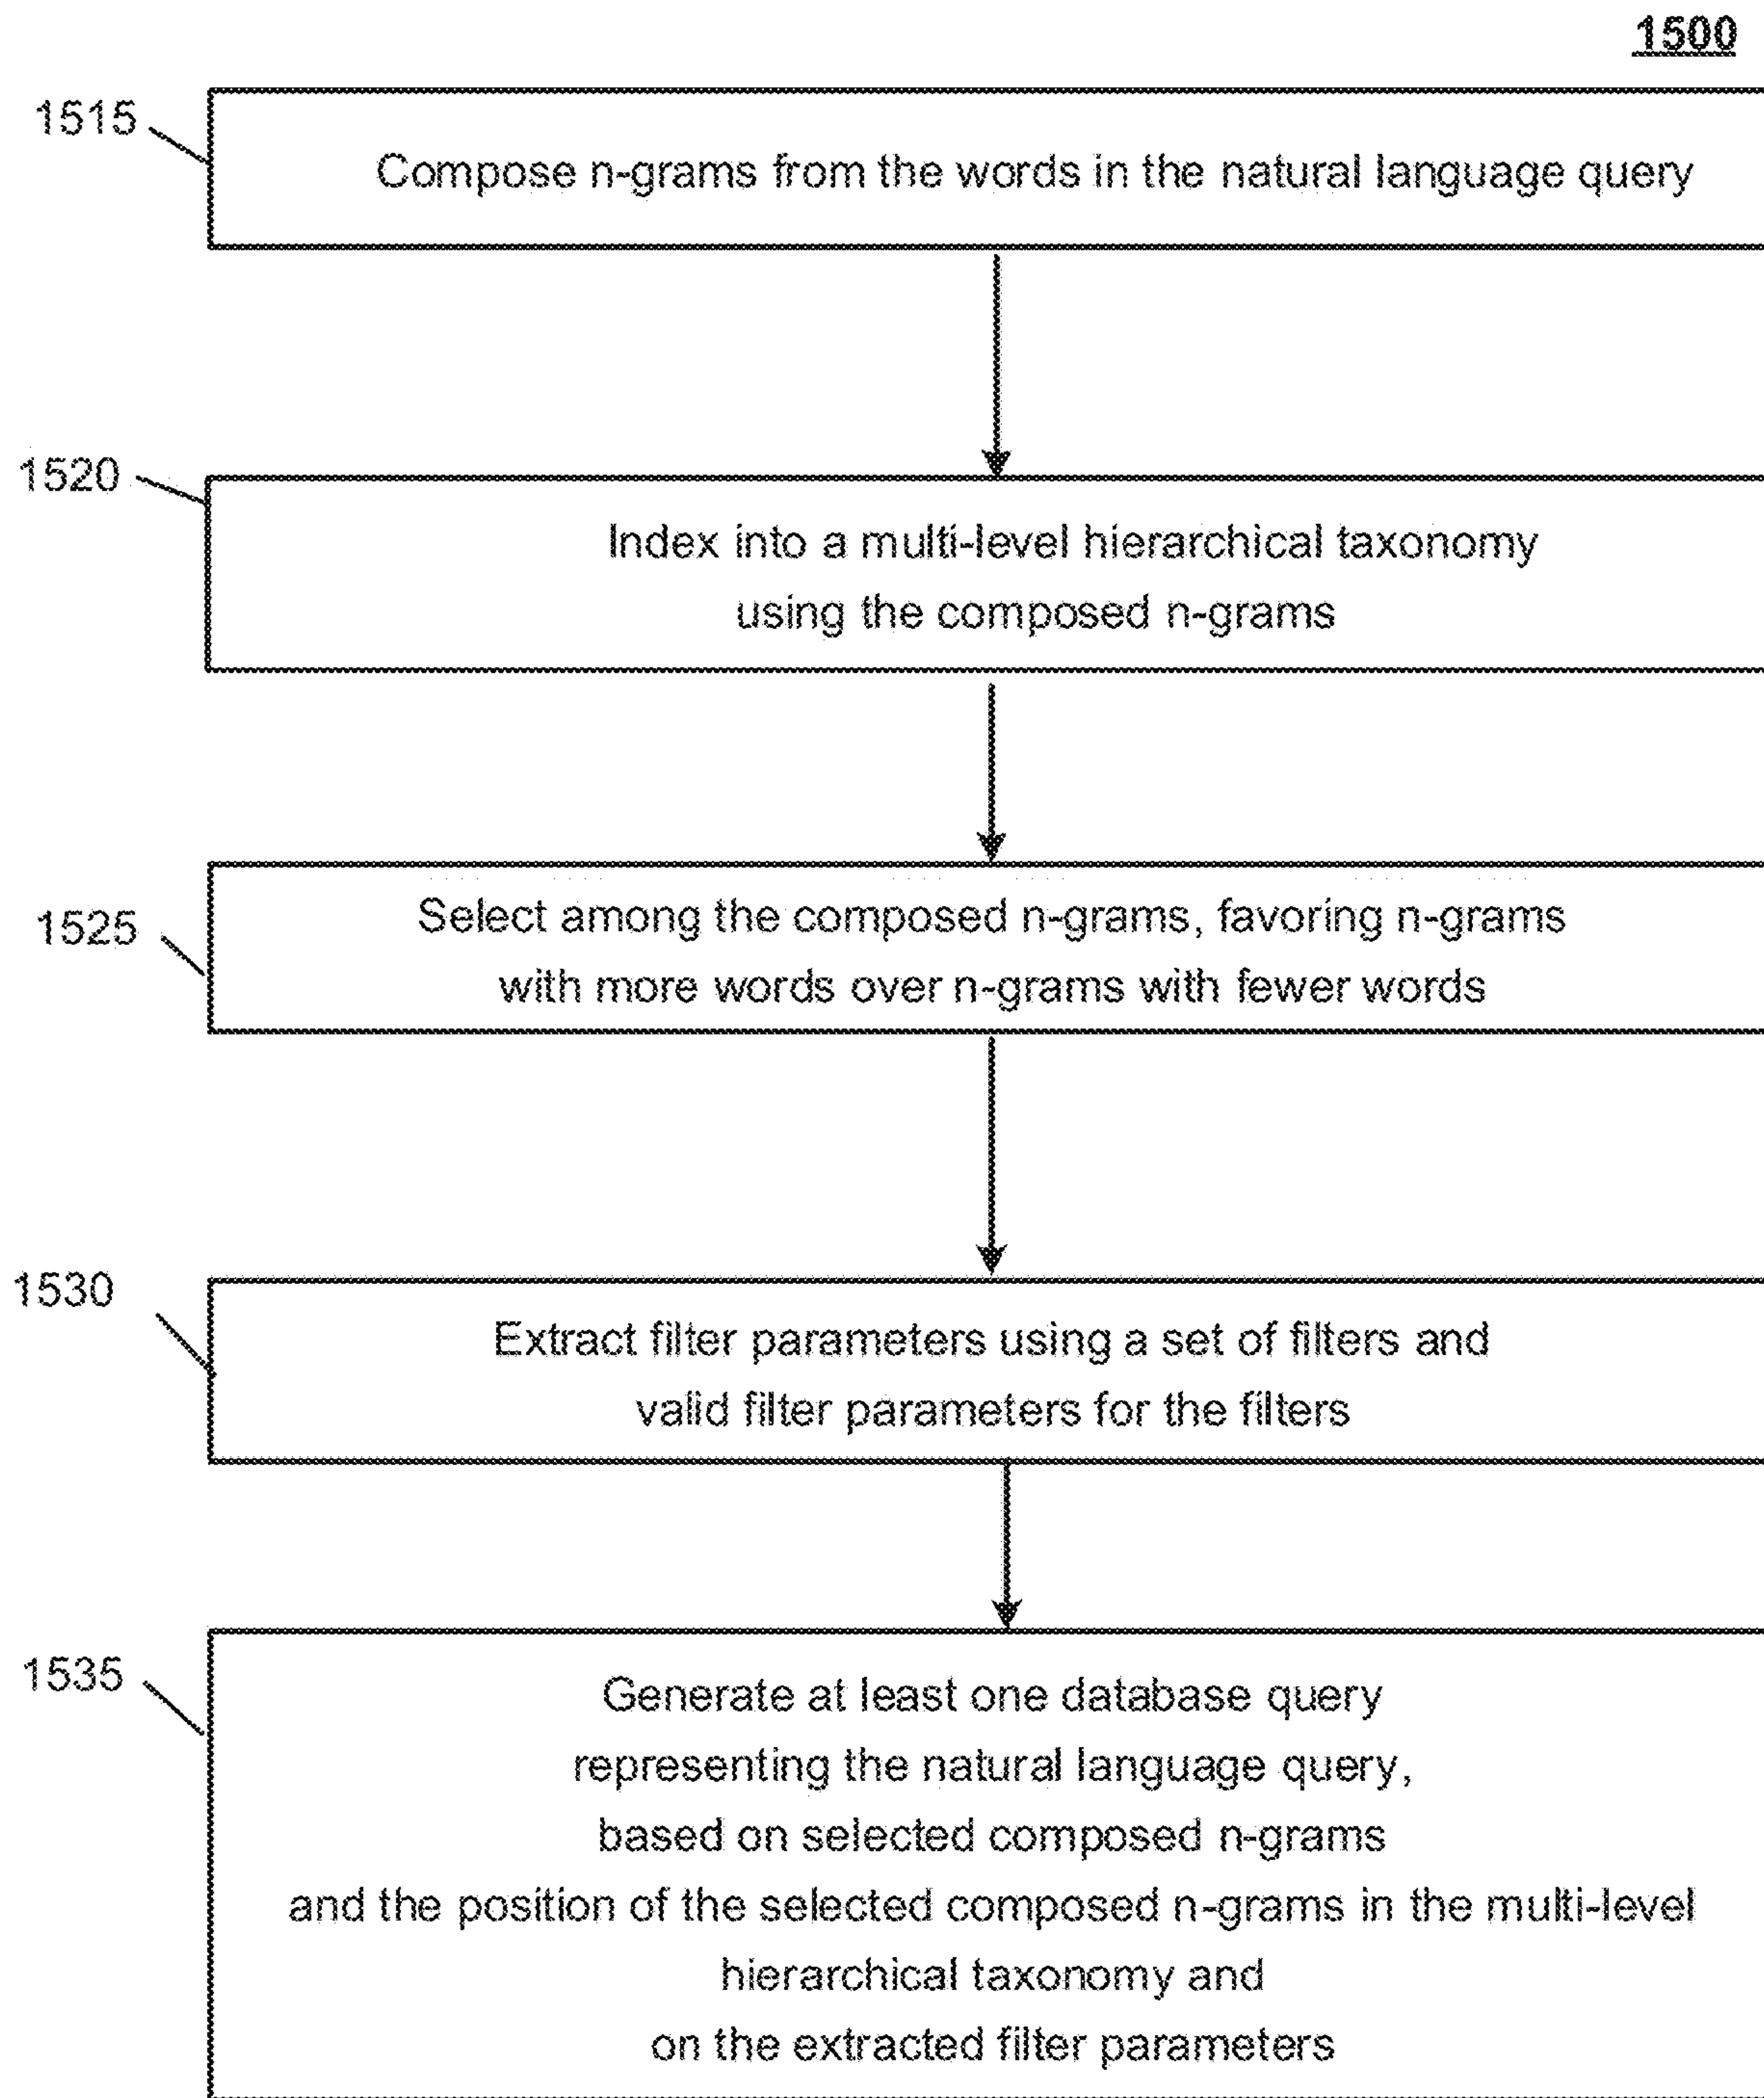 1500
1515
Compose n-grams from the words in the natural language query
1520
Index into a multi-level hierarchical taxonomy
using the composed n-grams
1525
Select among the composed n-grams, favoring n-grams
with more words over n-grams with fewer words
1530
Extract filter parameters using a set of filters and
valid filter parameters for the filters
1535
Generate at least one database query
representing the natural language query,
based on selected composed n-grams
and the position of the selected composed n-grams in the multi-level
hierarchical taxonomy and
on the extracted filter parameters